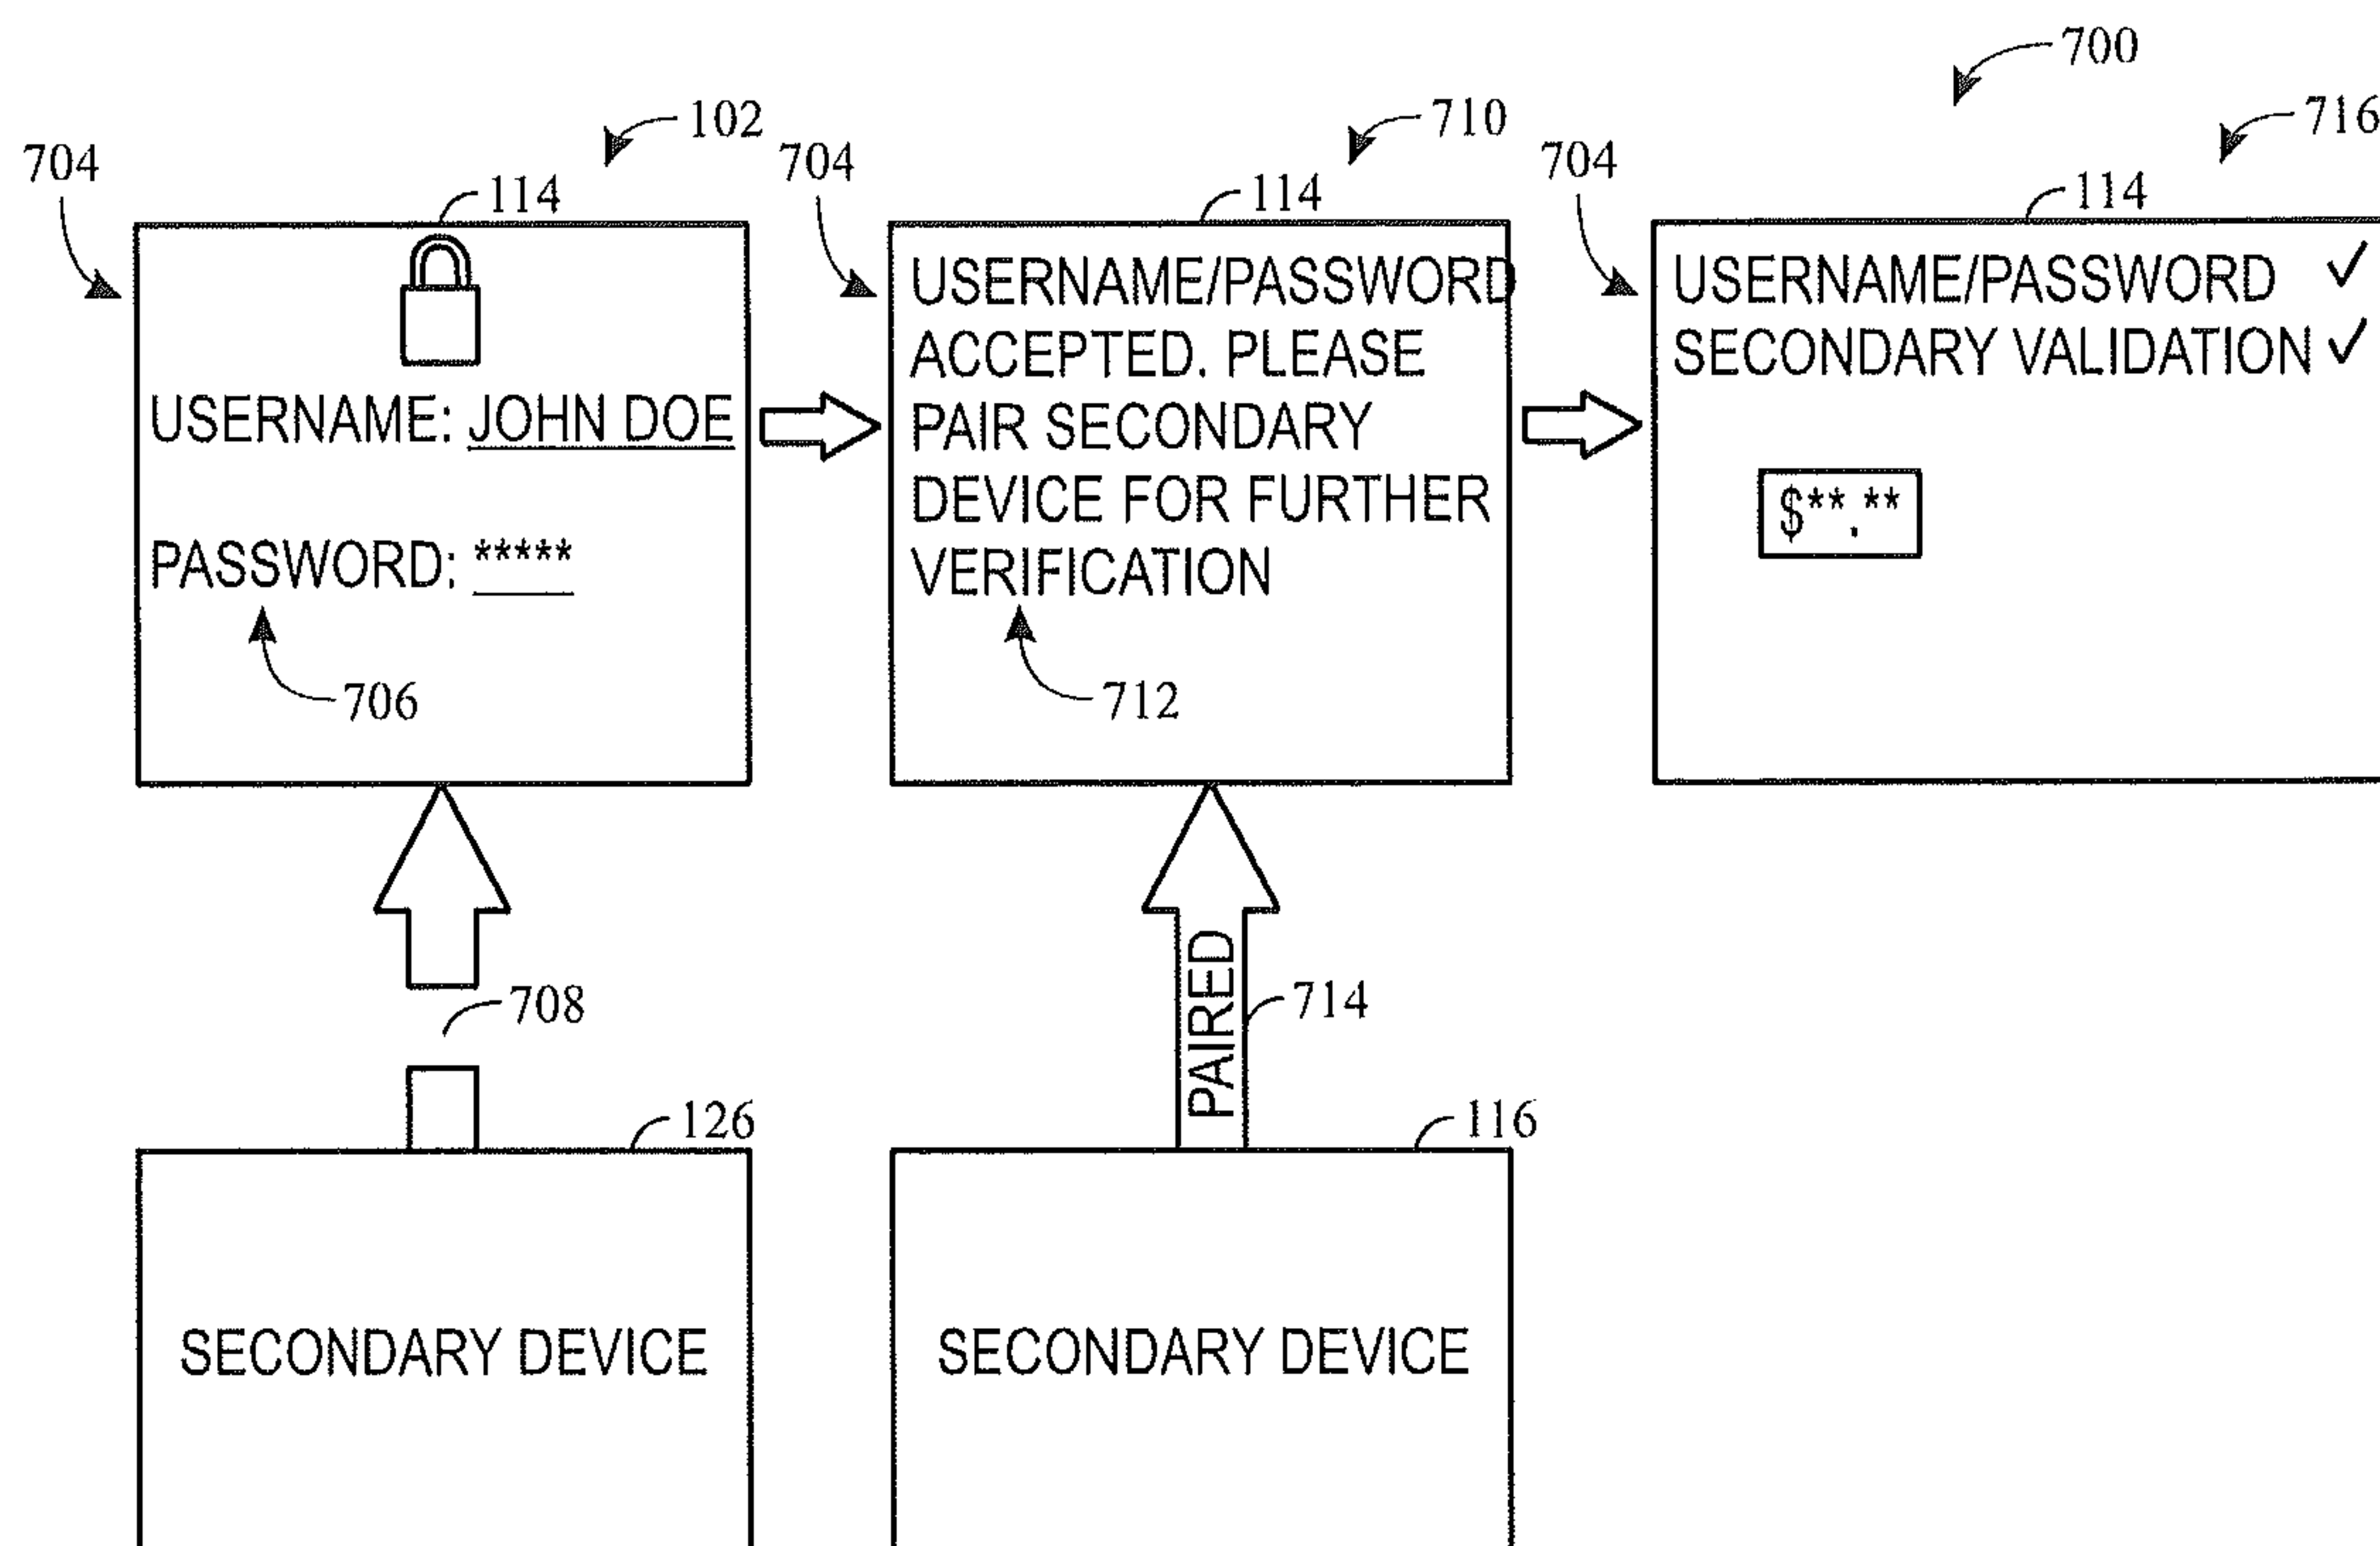 700
102
710
716
704
704
704
114
114
114
USERNAME: JOHN DOE
PASSWORD: *****
706
USERNAME/PASSWORD
ACCEPTED. PLEASE
PAIR SECONDARY
DEVICE FOR FURTHER
VERIFICATION
712
USERNAME/PASSWORD ✓
SECONDARY VALIDATION ✓
$**.**
708
PAIRED
714
126
116
SECONDARY DEVICE
SECONDARY DEVICE